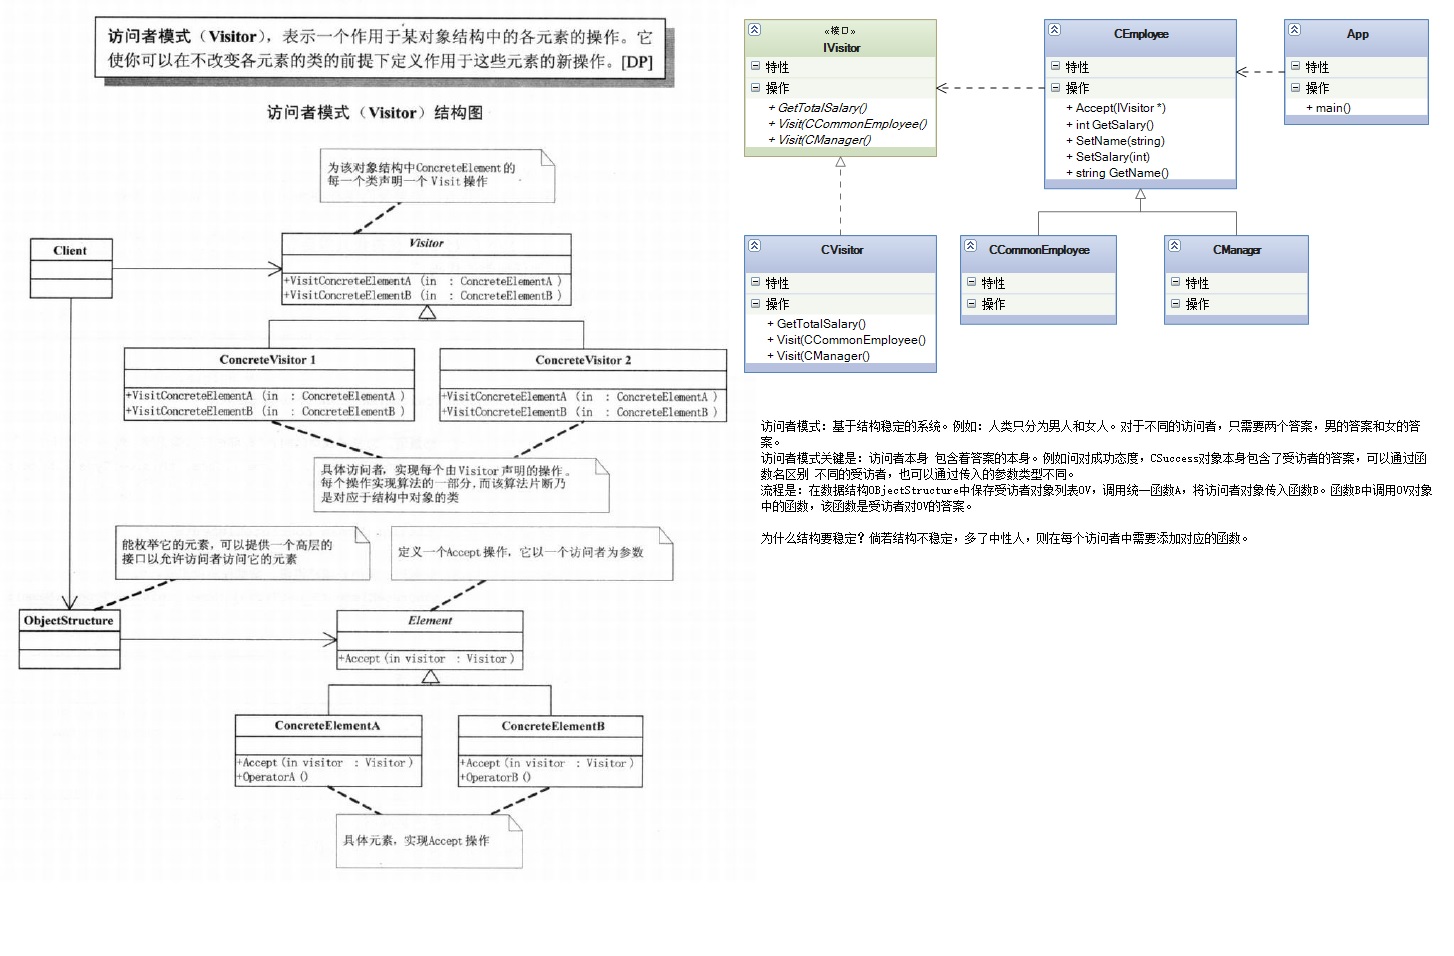 访问者模式（Visitor），表示一个作用于某对象结构中的各元素的操作。它
使你可以在不改变各元素的类的前提下定义作用于这些元素的新操作。[DP]
访问者模式（Visitor）结构图
为该对象结构中ConcreteElement的
每一个类声明一个 Visit 操作
Client
Visitor
+VisitConcreteElementA (in  : ConcreteElementA )
+VisitConcreteElementB (in  : ConcreteElementB )
ConcreteVisitor 1
+VisitConcreteElementA (in  : ConcreteElementA )
+VisitConcreteElementB (in  : ConcreteElementB )
ConcreteVisitor 2
+VisitConcreteElementA (in  : ConcreteElementA )
+VisitConcreteElementB (in  : ConcreteElementB )
具体访问者，实现每个由Visitor声明的操作。
每个操作实现算法的一部分,而该算法片断乃
是对应于结构中对象的类
能枚举它的元素，可以提供一个高层的
接口以允许访问者访问它的元素
定义一个Accept 操作，它以一个访问者为参数
ObjectStructure
Element
+Accept(in visitor  : Visitor )
ConcreteElementA
+Accept(in visitor  : Visitor )
+OperatorA ()
ConcreteElementB
+Accept(in visitor  : Visitor )
+OperatorB ()
具体元素，实现Accept 操作
«接口»
IVisitor
特性
操作
+ GetTotalSalary()
+ Visit(CCommonEmployee()
+ Visit(CManager()
CEmployee
特性
操作
+ Accept(IVisitor *)
+ int GetSalary()
+ SetName(string)
+ SetSalary(int)
+ string GetName()
App
特性
操作
+ main()
CVisitor
特性
操作
+ GetTotalSalary()
+ Visit(CCommonEmployee()
+ Visit(CManager()
CCommonEmployee
特性
操作
CManager
特性
操作
访问者模式：基于结构稳定的系统。例如：人类只分为男人和女人。对于不同的访问者，只需要两个答案，男的答案和女的答
案。
访问者模式关键是：访问者本身 包含着答案的本身。例如问对成功态度，CSuccess对象本身包含了受访者的答案，可以通过函
数名区别 不同的受访者，也可以通过传入的参数类型不同。
流程是：在数据结构OBjectStructure中保存受访者对象列表OV，调用统一函数A，将访问者对象传入函数B。函数B中调用OV对象
中的函数，该函数是受访者对OV的答案。
为什么结构要稳定？倘若结构不稳定，多了中性人，则在每个访问者中需要添加对应的函数。